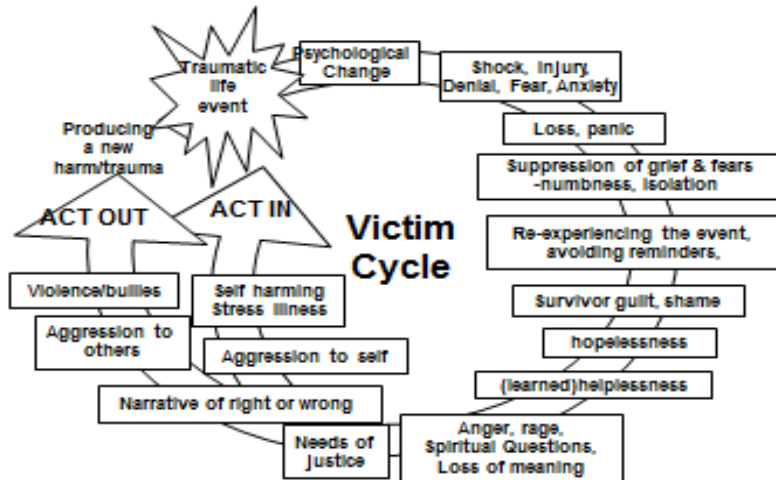 Traumatic
life
event
Psychological
Change
Shock, Injury,
Denial, Fear, Anxiety
Loss, panic
Suppression of grief & fears
-numbness, isolation
Re-experiencing the event,
avoiding reminders,
Survivor guilt, shame
hopelessness
(learned)helplessness
Anger, rage,
Spiritual Questions,
Loss of meaning
Needs of
Justice
Narrative of right or wrong
Aggression to self
Self harming
Stress illness
ACT IN
Aggression to
others
Violence/bullies
ACT OUT
Producing
a new
harm/trauma
Victim
Cycle